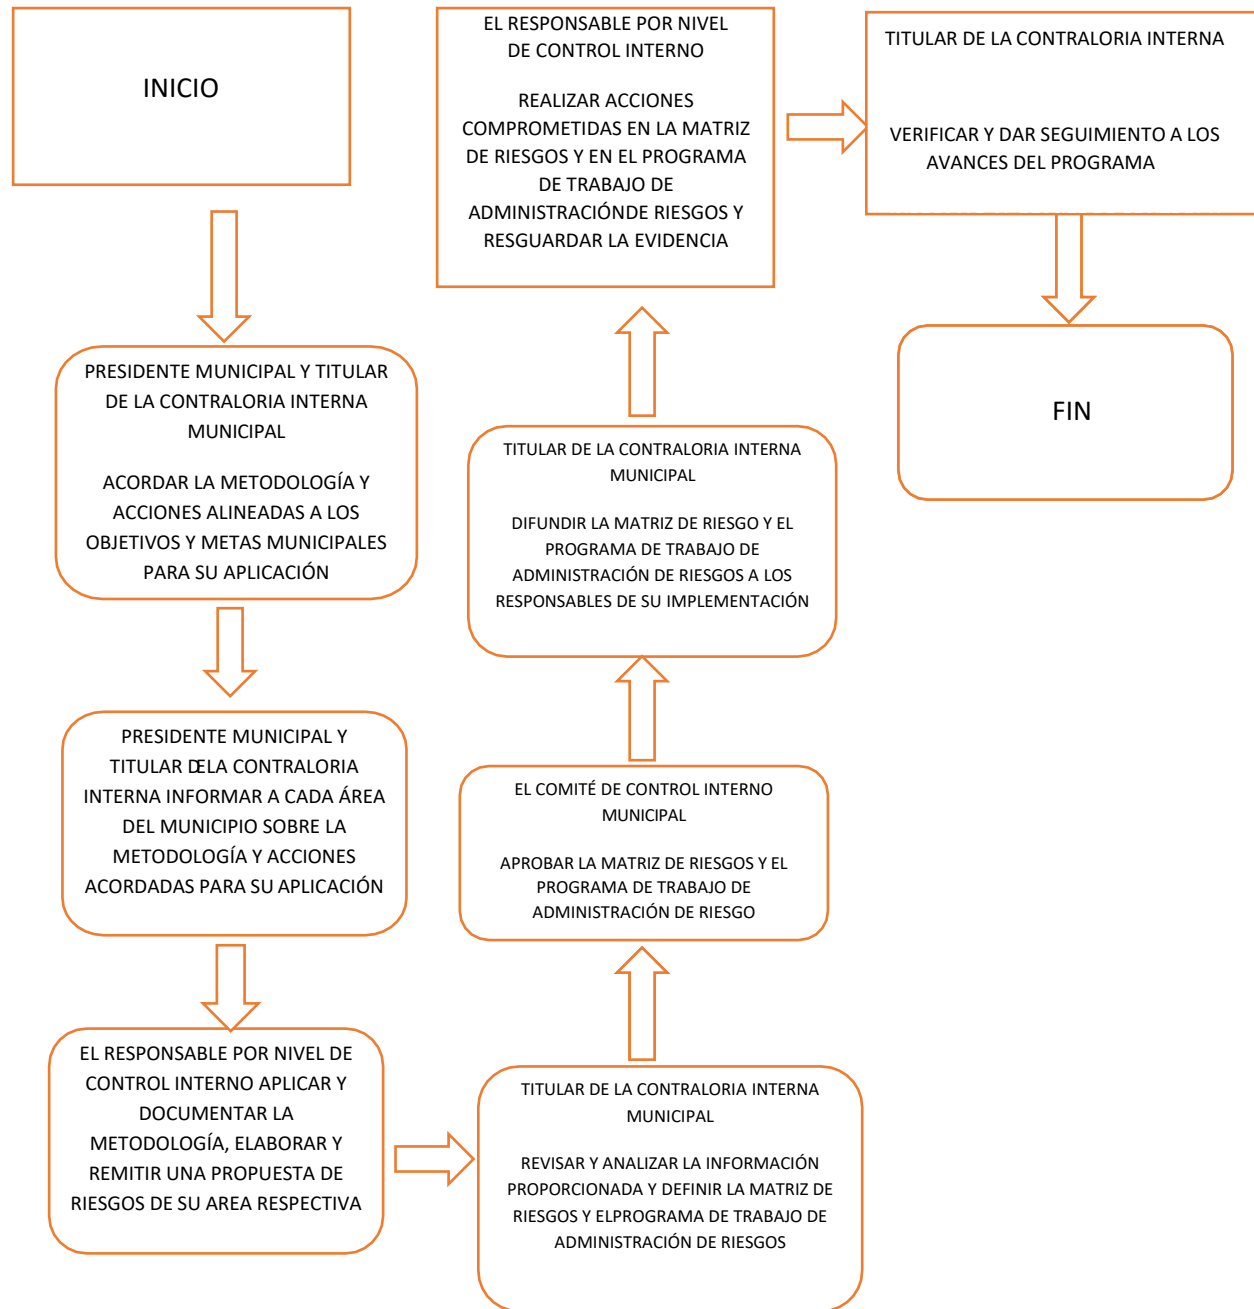 INICIO
PRESIDENTE MUNICIPAL Y TITULAR
DE LA CONTRALORIA INTERNA
MUNICIPAL
ACORDAR LA METODOLOGÍA Y
ACCIONES ALINEADAS A LOS
OBJETIVOS Y METAS MUNICIPALES
PARA SU APLICACIÓN
PRESIDENTE MUNICIPAL Y
TITULAR DELA CONTRALORIA
INTERNA INFORMAR A CADA ÁREA
DEL MUNICIPIO SOBRE LA
METODOLOGÍA Y ACCIONES
ACORDADAS PARA SU APLICACIÓN
EL RESPONSABLE POR NIVEL DE
CONTROL INTERNO APLICAR Y
DOCUMENTAR LA
METODOLOGÍA, ELABORAR Y
REMITIR UNA PROPUESTA DE
RIESGOS DE SU AREA RESPECTIVA
TITULAR DE LA CONTRALORIA INTERNA
MUNICIPAL
REVISAR Y ANALIZAR LA INFORMACIÓN
PROPORCIONADA Y DEFINIR LA MATRIZ DE
RIESGOS Y ELPROGRAMA DE TRABAJO DE
ADMINISTRACIÓN DE RIESGOS
EL COMITÉ DE CONTROL INTERNO
MUNICIPAL
APROBAR LA MATRIZ DE RIESGOS Y EL
PROGRAMA DE TRABAJO DE
ADMINISTRACIÓN DE RIESGO
TITULAR DE LA CONTRALORIA INTERNA
MUNICIPAL
DIFUNDIR LA MATRIZ DE RIESGO Y EL
PROGRAMA DE TRABAJO DE
ADMINISTRACIÓN DE RIESGOS A LOS
RESPONSABLES DE SU IMPLEMENTACIÓN
EL RESPONSABLE POR NIVEL
DE CONTROL INTERNO
REALIZAR ACCIONES
COMPROMETIDAS EN LA MATRIZ
DE RIESGOS Y EN EL PROGRAMA
DE TRABAJO DE
ADMINISTRACIÓNDE RIESGOS Y
RESGUARDAR LA EVIDENCIA
TITULAR DE LA CONTRALORIA INTERNA
VERIFICAR Y DAR SEGUIMIENTO A LOS
AVANCES DEL PROGRAMA
FIN